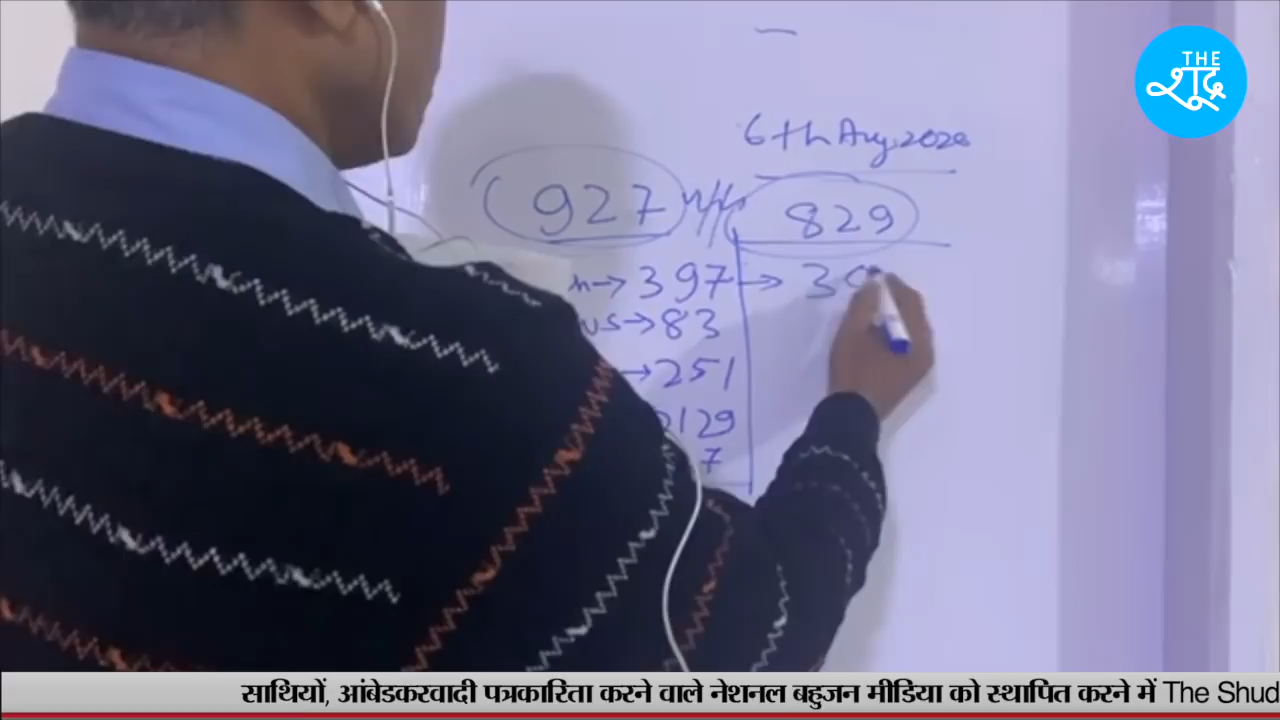 THE
शूद्र
6th Aug, 2020
927 829
397 → 39
→ 83
→ 251
129
7
साथियों, आंबेडकरवादी पत्रकारिता करने वाले नेशनल बहुजन मीडिया को स्थापित करने में The Shud